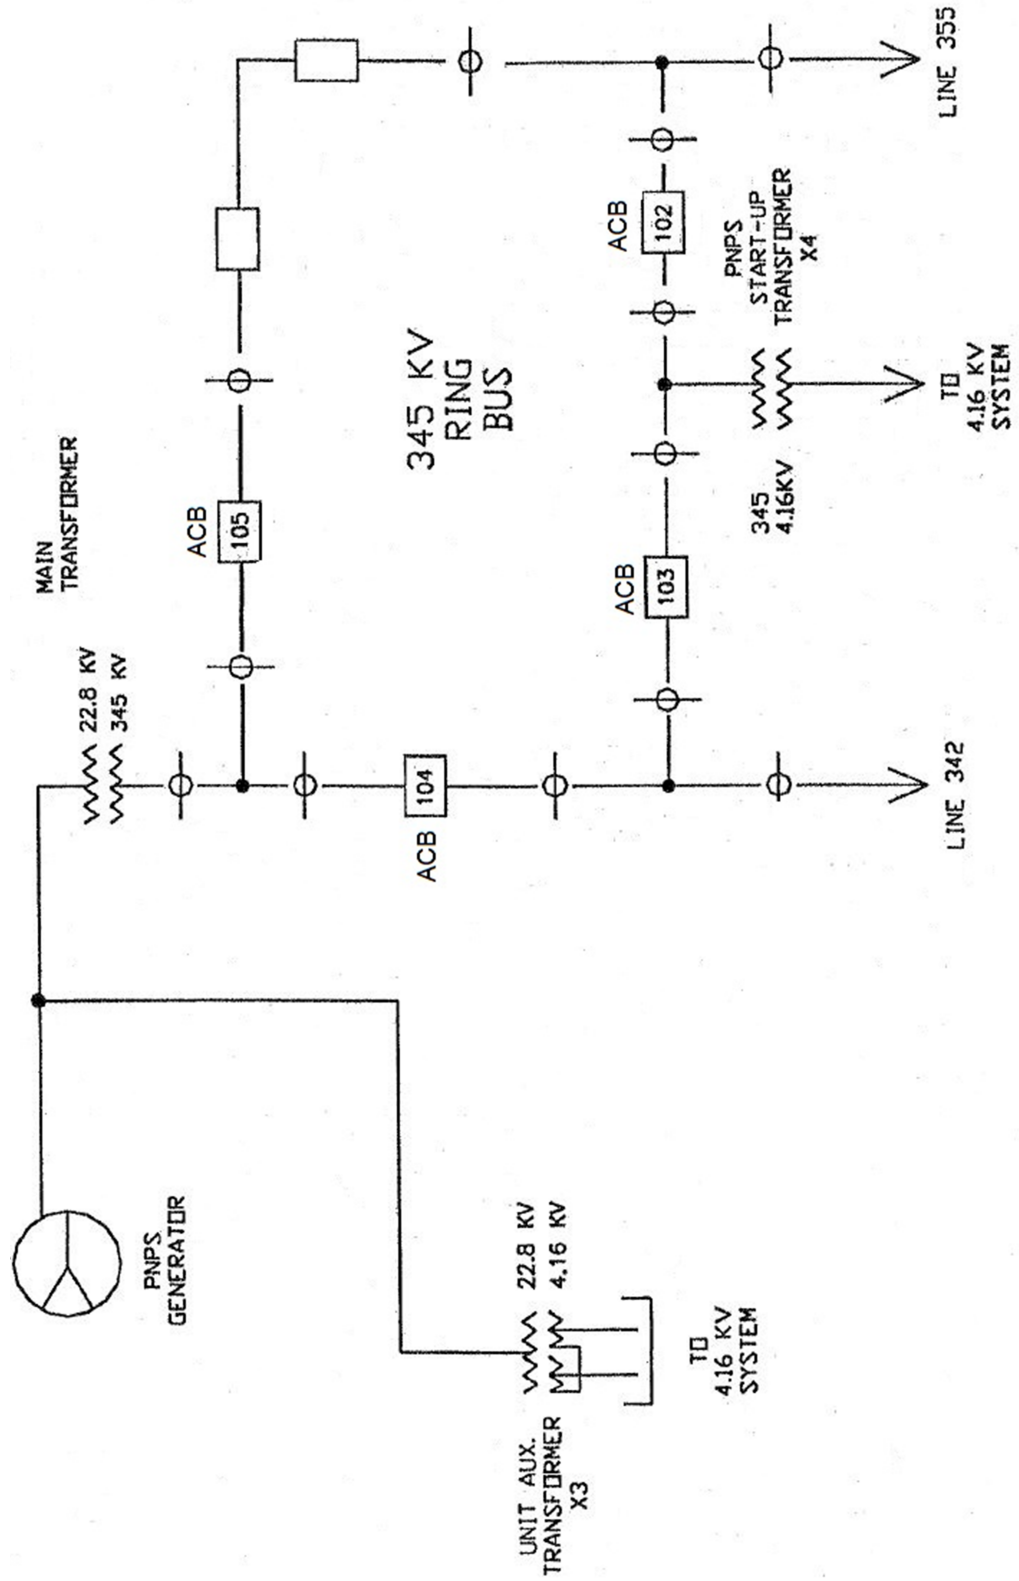 MAIN
TRANSFORMER
22.8 KV
345 KV
ACB
105
345 KV
RING
BUS
ACB
104
ACB
102
ACB
103
PNPS
START-UP
TRANSFORMER
X4
345
4.16KV
TO
4.16 KV
SYSTEM
LINE 355
LINE 342
PNPS
GENERATOR
22.8 KV
4.16 KV
UNIT AUX.
TRANSFORMER
X3
TO
4.16 KV
SYSTEM